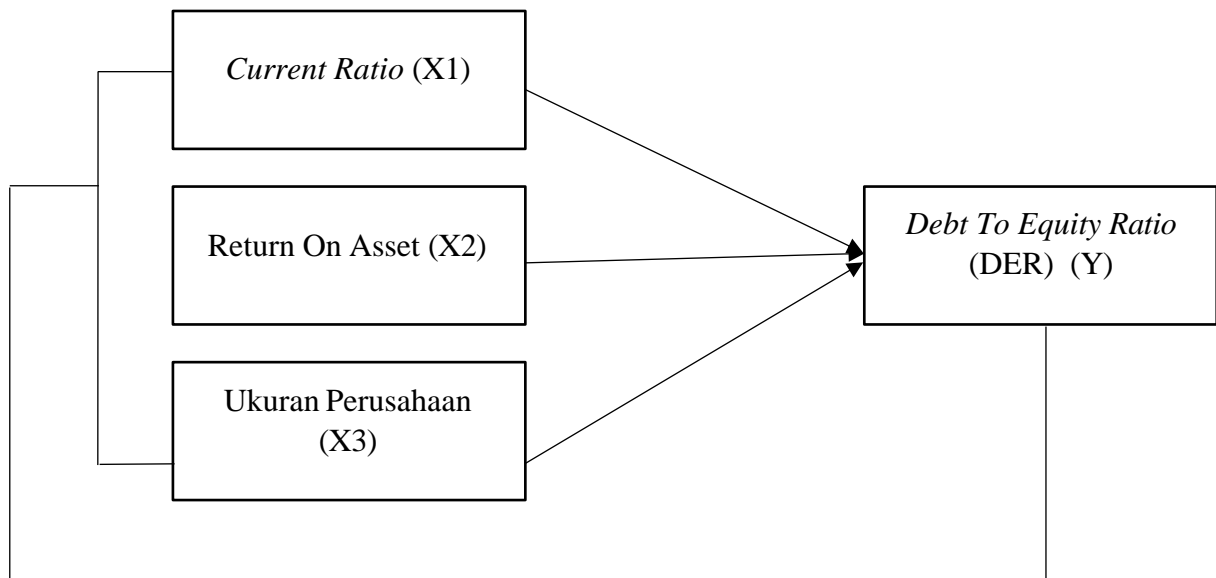 Current Ratio (X1)
Return On Asset (X2)
Ukuran Perusahaan
(X3)
Debt To Equity Ratio
(DER) (Y)